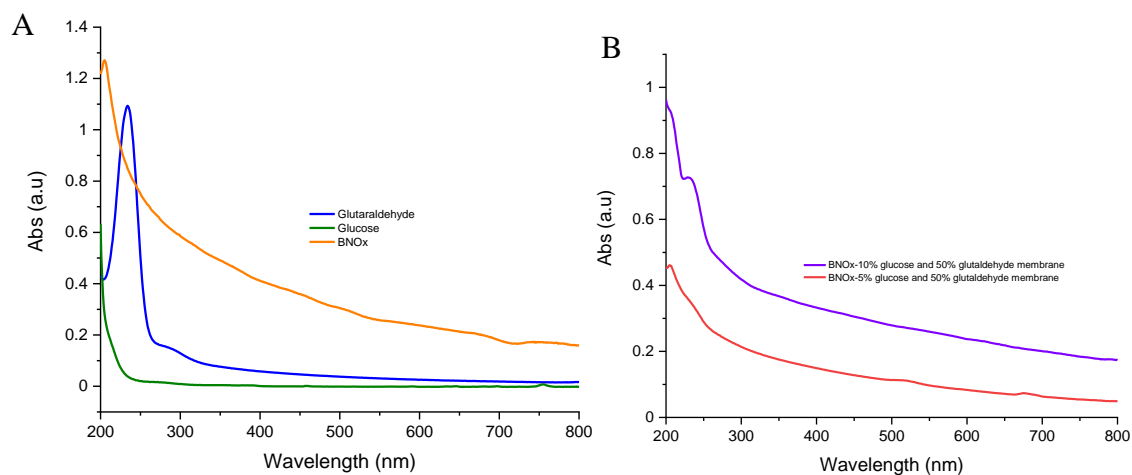 A
1.4
1.2
1
0.8
0.6
0.4
0.2
0
Abs (a.u)
Glutaraldehyde
Glucose
BNOx
200 300 400 500 600 700 800
Wavelength (nm)
B
1
0.8
0.6
0.4
0.2
0
Abs (a.u)
BNOx-10% glucose and 50% glutaldehyde membrane
BNOx-5% glucose and 50% glutaldehyde membrane
200 300 400 500 600 700 800
Wavelength (nm)